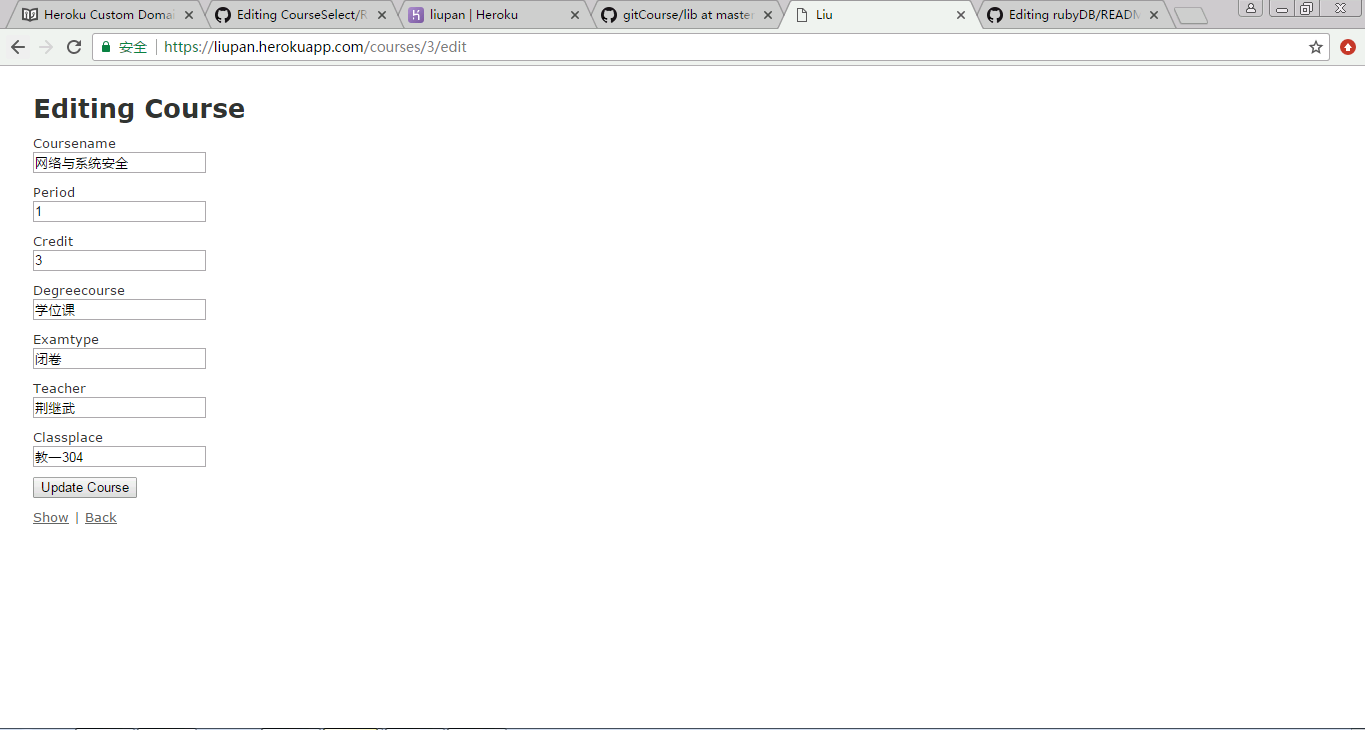 Heroku Custom Domai
Editing CourseSelect/R
liupan | Heroku
gitCourse/lib at master
Liu
Editing rubyDB/READM
安全 https://liupan.herokuapp.com/courses/3/edit
Editing Course
Coursename
网络与系统安全
Period
1
Credit
3
Degreecourse
学位课
Examtype
闭卷
Teacher
荆继武
Classplace
教一304
Update Course
Show | Back